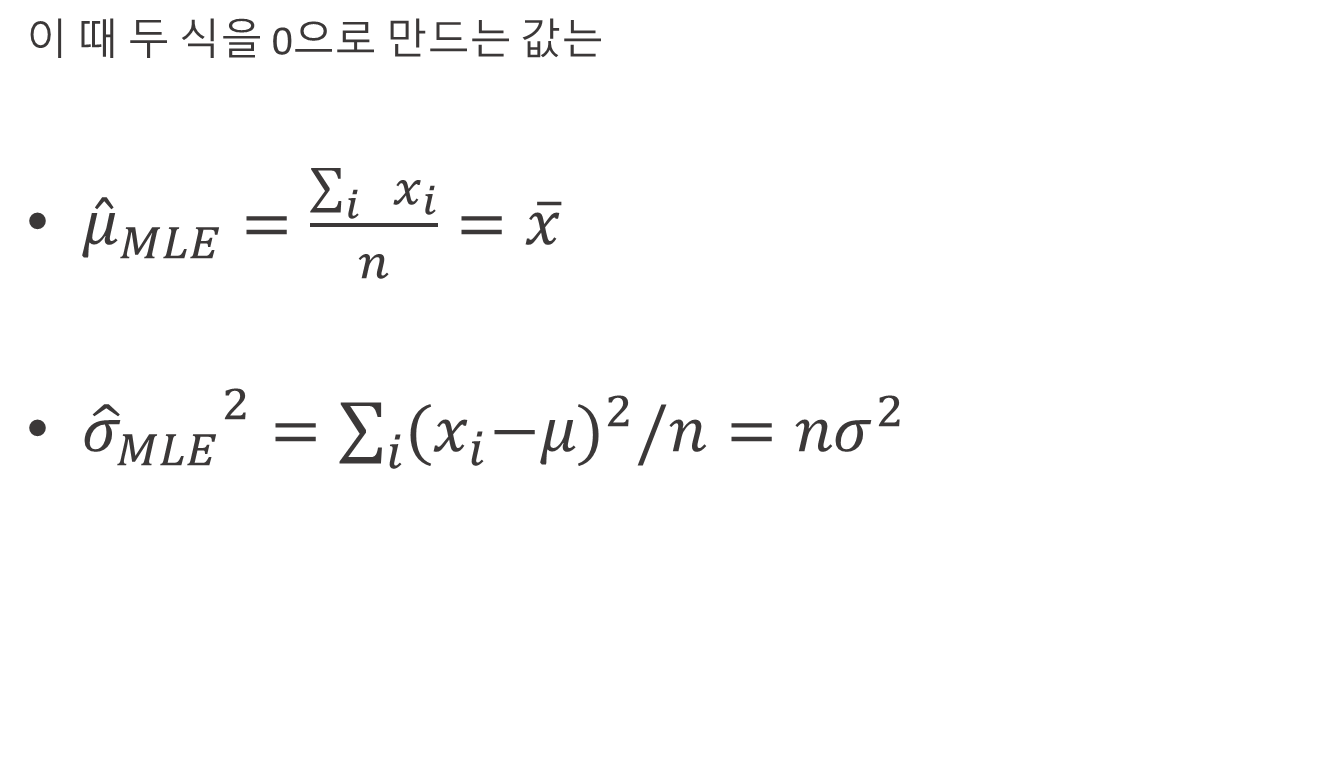 이 때 두 식을 0으로 만드는 값는
• μ̂_MLE = ∑_i x_i / n = x̄
• σ̂_MLE² = ∑_i(x_i−μ)²/n = nσ²